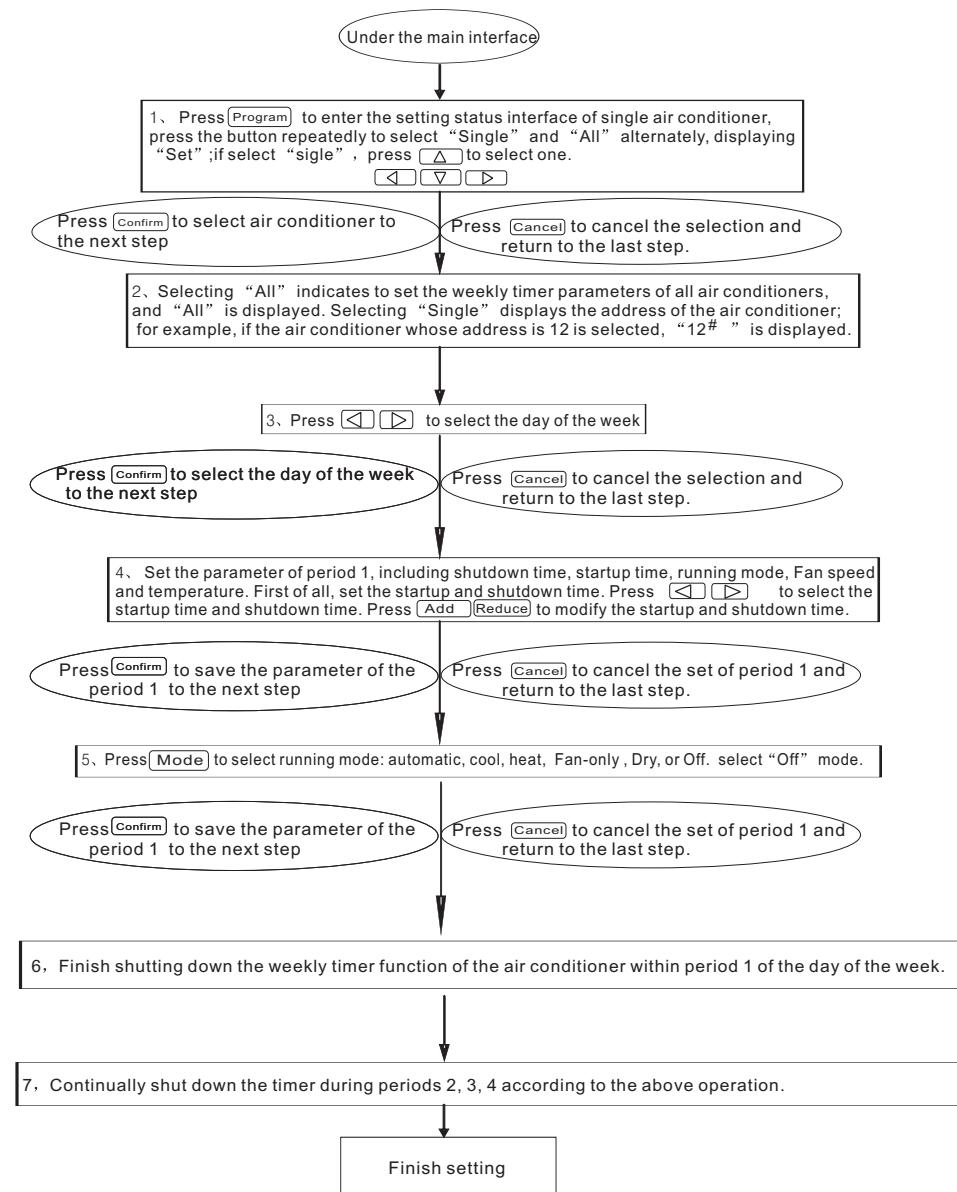 Under the main interface
1、 Press Program to enter the setting status interface of single air conditioner,
press the button repeatedly to select “Single” and “All” alternately, displaying
“Set” ;if select “sigle” , press △ to select one.
◁ ▽ ▷
Press Confirm to select air conditioner to
the next step
Press Cancel to cancel the selection and
return to the last step.
2、Selecting “All” indicates to set the weekly timer parameters of all air conditioners,
and “All” is displayed. Selecting “Single” displays the address of the air conditioner;
for example, if the air conditioner whose address is 12 is selected, “12# ” is displayed.
3、Press ◁ ▷ to select the day of the week
Press Confirm to select the day of the week
to the next step
Press Cancel to cancel the selection and
return to the last step.
4、 Set the parameter of period 1, including shutdown time, startup time, running mode, Fan speed
and temperature. First of all, set the startup and shutdown time. Press ◁ ▷ to select the
startup time and shutdown time. Press Add Reduce to modify the startup and shutdown time.
Press Confirm to save the parameter of the
period 1 to the next step
Press Cancel to cancel the set of period 1 and
return to the last step.
5、Press Mode to select running mode: automatic, cool, heat, Fan-only , Dry, or Off. select “Off” mode.
Press Confirm to save the parameter of the
period 1 to the next step
Press Cancel to cancel the set of period 1 and
return to the last step.
6，Finish shutting down the weekly timer function of the air conditioner within period 1 of the day of the week.
7，Continually shut down the timer during periods 2, 3, 4 according to the above operation.
Finish setting